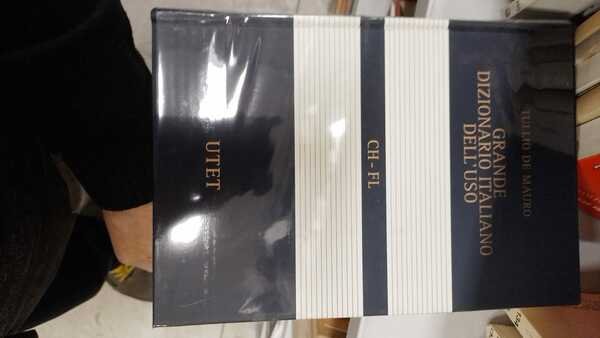 TULLIO DE MAURO
GRANDE
DIZIONARIO ITALIANO
DELL'USO
CH - FL
UTET